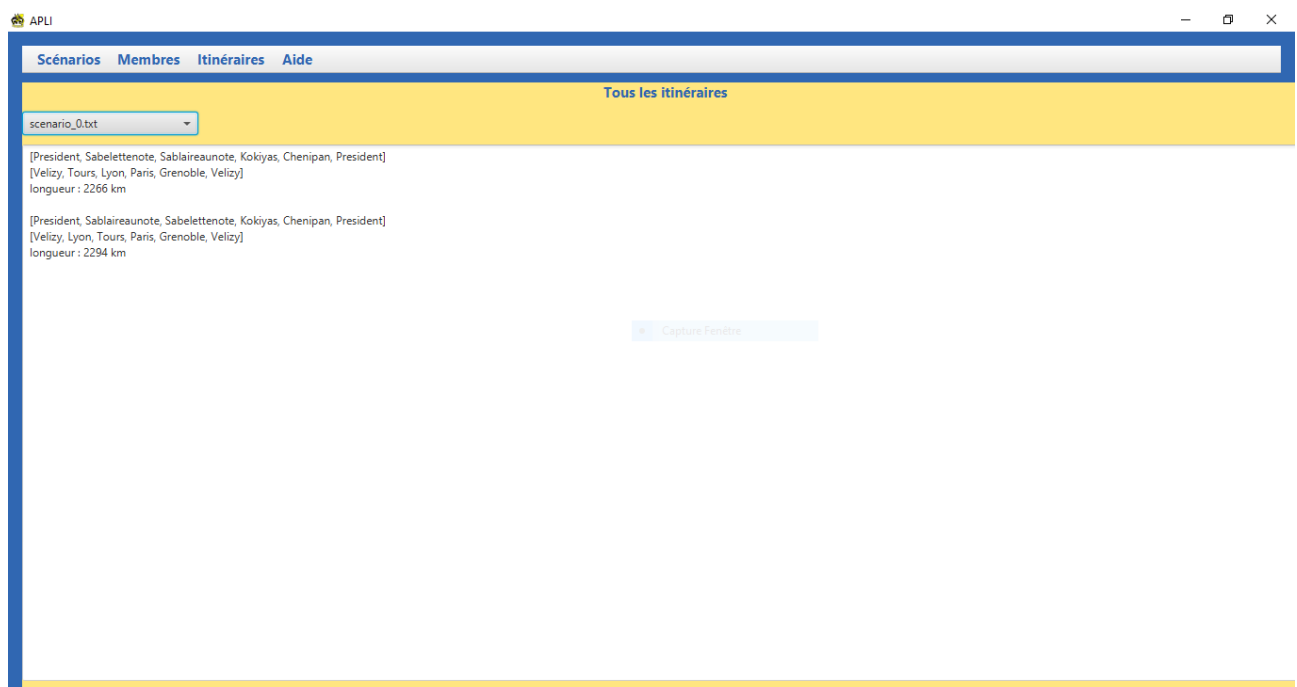 APLI
Scénarios Membres Itinéraires Aide
Tous les itinéraires
scenario_0.txt
[President, Sabelettenote, Sablaireaunote, Kokiyas, Chenipan, President]
[Velizy, Tours, Lyon, Paris, Grenoble, Velizy]
longueur : 2266 km
[President, Sablaireaunote, Sabelettenote, Kokiyas, Chenipan, President]
[Velizy, Lyon, Tours, Paris, Grenoble, Velizy]
longueur : 2294 km
Capture Fenêtre